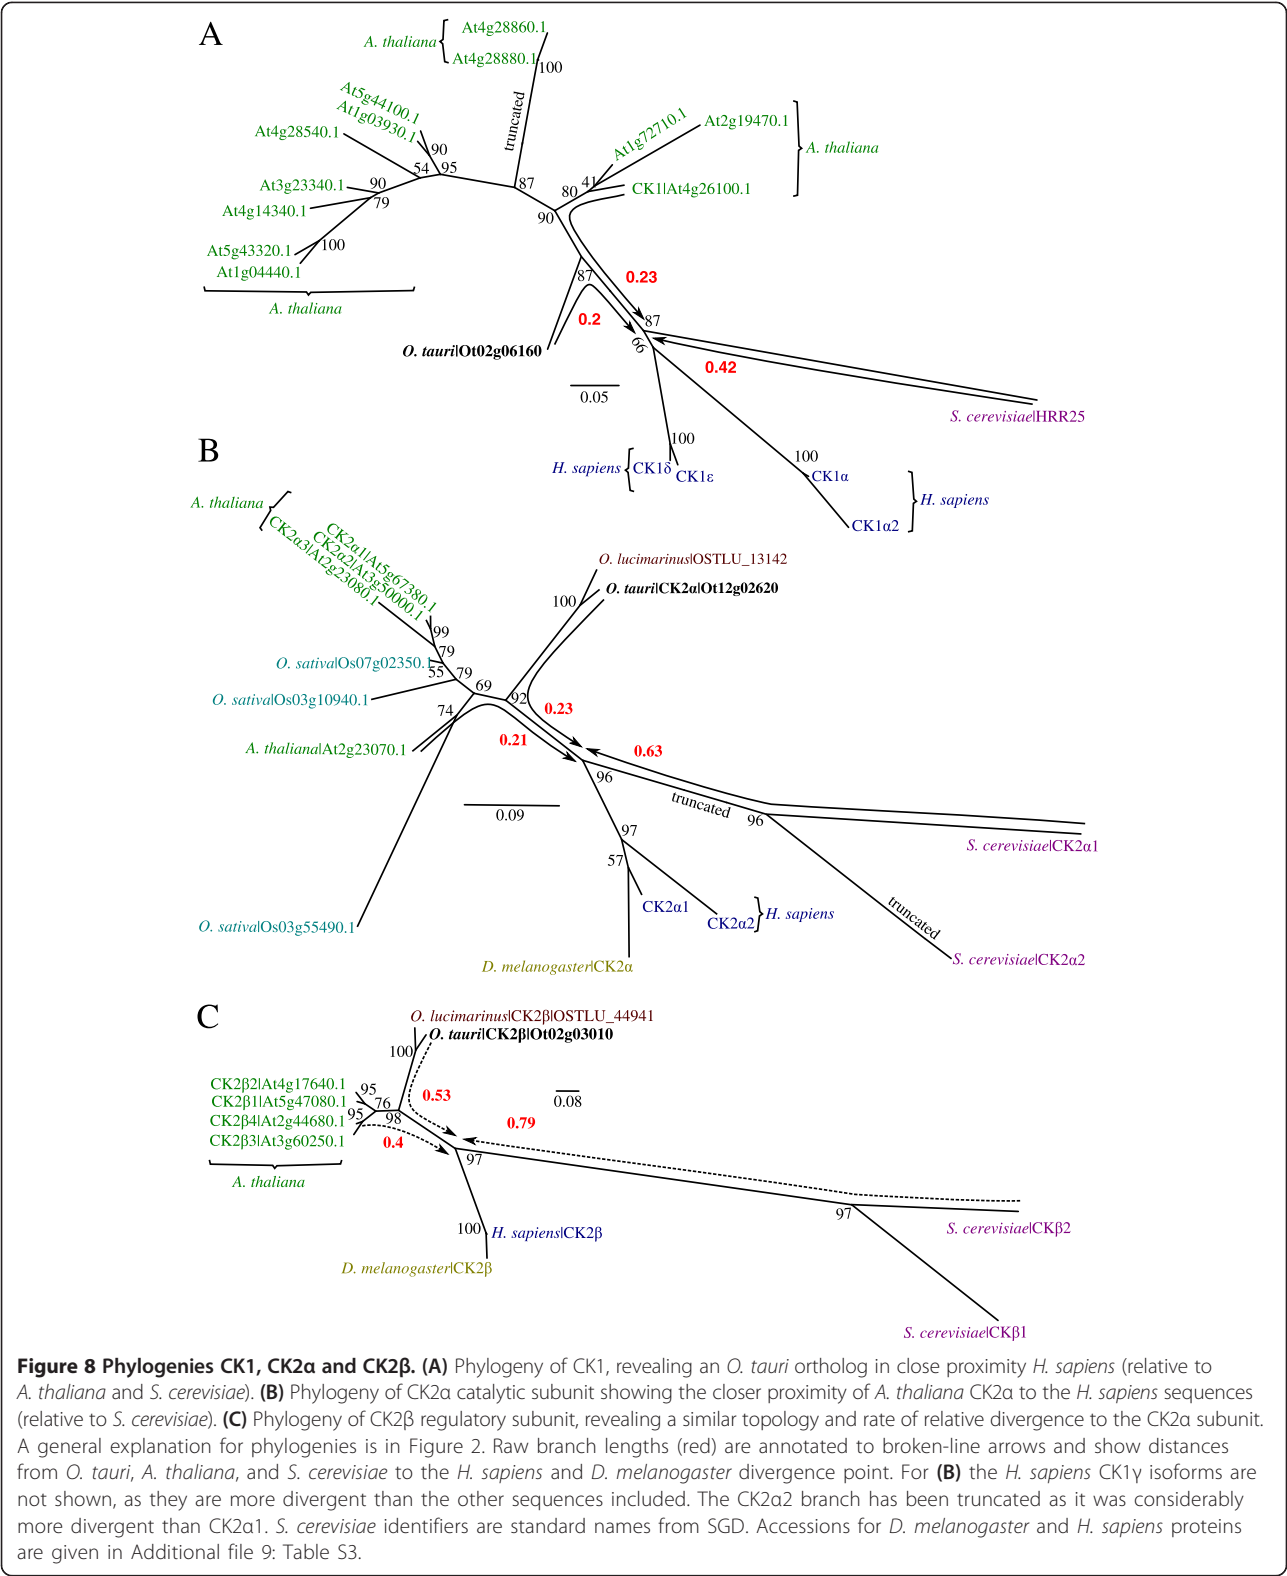 A
At4g28860.1
A. thaliana
At4g28880.1
100
truncated
At5g44100.1
At1g03930.1
At4g28540.1
90
54
95
87
At3g23340.1
90
79
At4g14340.1
At5g43320.1
100
At1g04440.1
A. thaliana
At1g72710.1
At2g19470.1
A. thaliana
41
80
CK1|At4g26100.1
90
87
0.23
0.2
87
66
O. tauri|Ot02g06160
0.42
0.05
S. cerevisiae|HRR25
100
H. sapiens
CK1δ
CK1ε
100
CK1α
H. sapiens
CK1α2
B
A. thaliana
CK2α1|At5g67380.1
CK2α2|At3g50000.1
CK2α3|At2g23080.1
99
79
O. sativa|Os07g02350.1
55
79
69
O. sativa|Os03g10940.1
74
A. thaliana|At2g23070.1
O. lucimarinus|OSTLU_13142
O. tauri|CK2α|Ot12g02620
100
92
0.23
0.21
0.63
96
truncated
96
0.09
97
57
S. cerevisiae|CK2α1
CK2α1
CK2α2
H. sapiens
truncated
O. sativa|Os03g55490.1
D. melanogaster|CK2α
S. cerevisiae|CK2α2
C
O. lucimarinus|CK2β|OSTLU_44941
O. tauri|CK2β|Ot02g03010
100
CK2β2|At4g17640.1
95
CK2β1|At5g47080.1
76
CK2β4|At2g44680.1
95
98
CK2β3|At3g60250.1
A. thaliana
0.53
0.08
0.79
0.4
97
97
S. cerevisiae|CKβ2
100
H. sapiens|CK2β
D. melanogaster|CK2β
S. cerevisiae|CKβ1
Figure 8 Phylogenies CK1, CK2α and CK2β. (A) Phylogeny of CK1, revealing an O. tauri ortholog in close proximity H. sapiens (relative to
A. thaliana and S. cerevisiae). (B) Phylogeny of CK2α catalytic subunit showing the closer proximity of A. thaliana CK2α to the H. sapiens sequences
(relative to S. cerevisiae). (C) Phylogeny of CK2β regulatory subunit, revealing a similar topology and rate of relative divergence to the CK2α subunit.
A general explanation for phylogenies is in Figure 2. Raw branch lengths (red) are annotated to broken-line arrows and show distances
from O. tauri, A. thaliana, and S. cerevisiae to the H. sapiens and D. melanogaster divergence point. For (B) the H. sapiens CK1γ isoforms are
not shown, as they are more divergent than the other sequences included. The CK2α2 branch has been truncated as it was considerably
more divergent than CK2α1. S. cerevisiae identifiers are standard names from SGD. Accessions for D. melanogaster and H. sapiens proteins
are given in Additional file 9: Table S3.